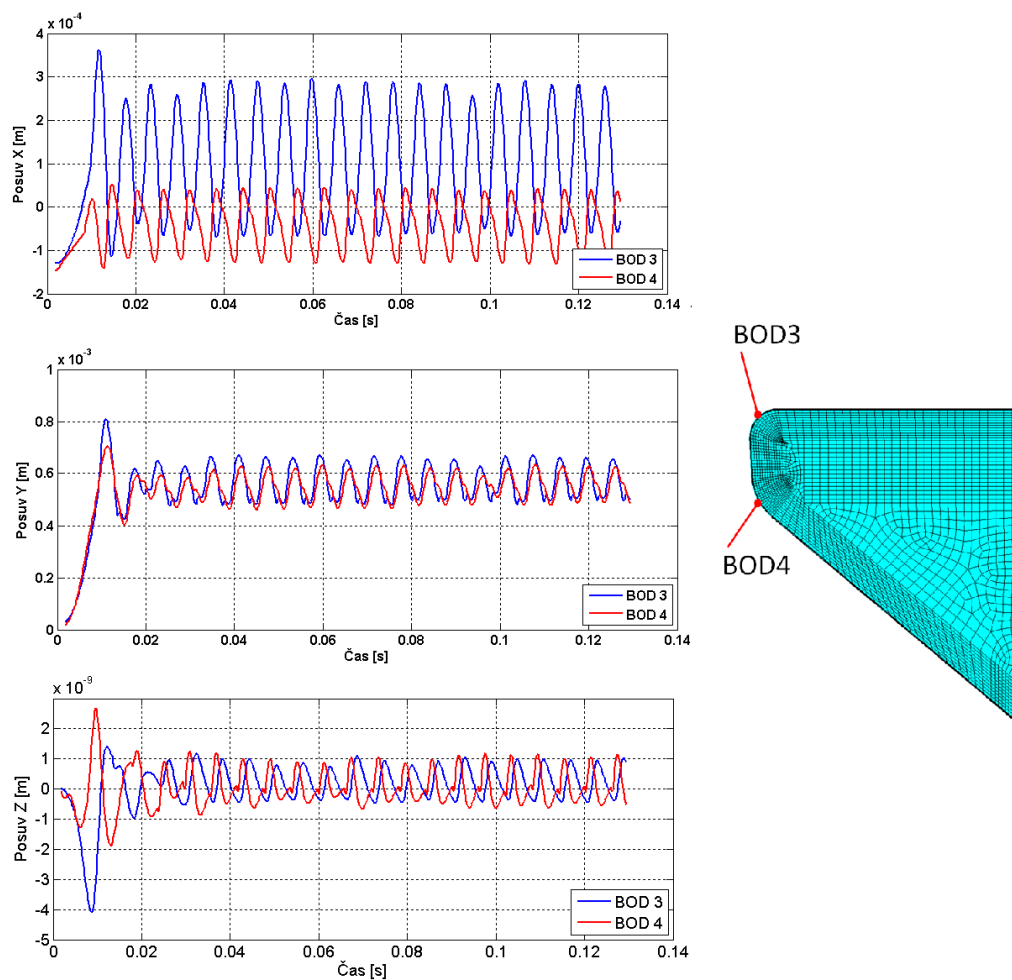 x 10⁻⁴
4
3
2
1
0
-1
-2
0 0.02 0.04 0.06 0.08 0.1 0.12 0.14
Posuv X [m]
Čas [s]
BOD 3
BOD 4
x 10⁻³
1
0.8
0.6
0.4
0.2
0
0 0.02 0.04 0.06 0.08 0.1 0.12 0.14
Posuv Y [m]
Čas [s]
BOD 3
BOD 4
x 10⁻⁹
2
1
0
-1
-2
-3
-4
-5
0 0.02 0.04 0.06 0.08 0.1 0.12 0.14
Posuv Z [m]
Čas [s]
BOD 3
BOD 4
BOD3
BOD4